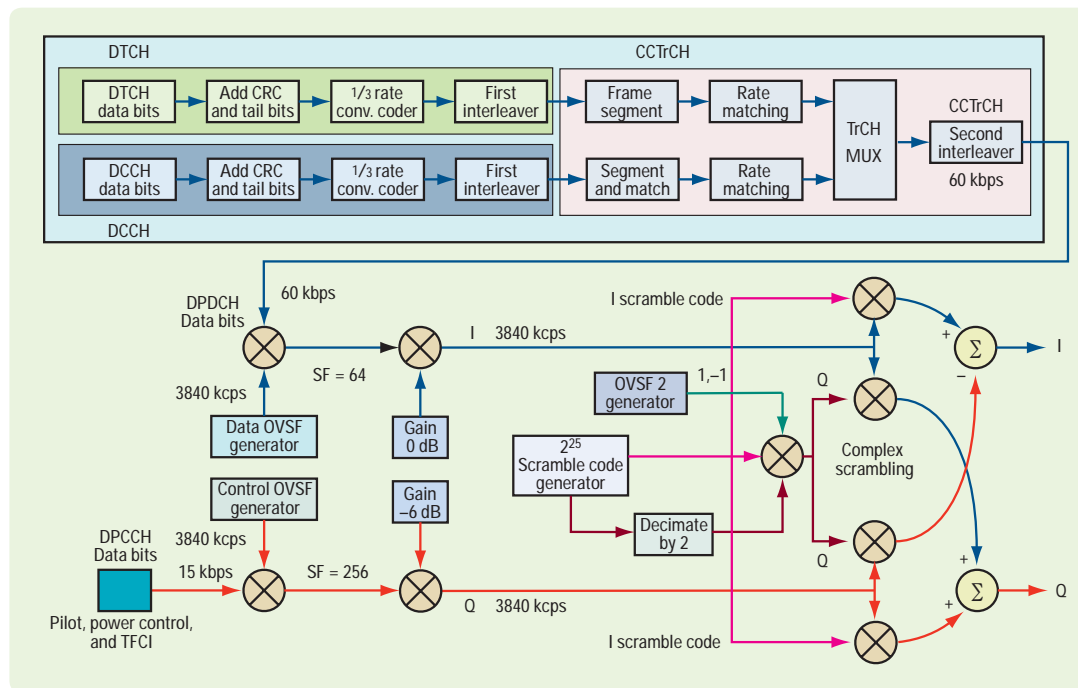 DTCH
CCTrCH
DTCH
data bits
Add CRC
and tail bits
1/3 rate
conv. coder
First
interleaver
Frame
segment
Rate
matching
TrCH
MUX
CCTrCH
Second
interleaver
60 kbps
DCCH
data bits
Add CRC
and tail bits
1/3 rate
conv. coder
First
interleaver
Segment
and match
Rate
matching
DCCH
DPDCH
Data bits
60 kbps
I scramble code
I
3840 kcps
+
Σ
I
−
SF = 64
3840 kcps
Data OVSF
generator
Gain
0 dB
OVSF 2
generator
1,−1
Q
2²⁵
Scramble code
generator
Complex
scrambling
Control OVSF
generator
Gain
−6 dB
Decimate
by 2
Q
DPCCH
Data bits
3840 kcps
15 kbps
SF = 256
Q
3840 kcps
+
+
Σ
Q
Pilot, power control,
and TFCI
I scramble code